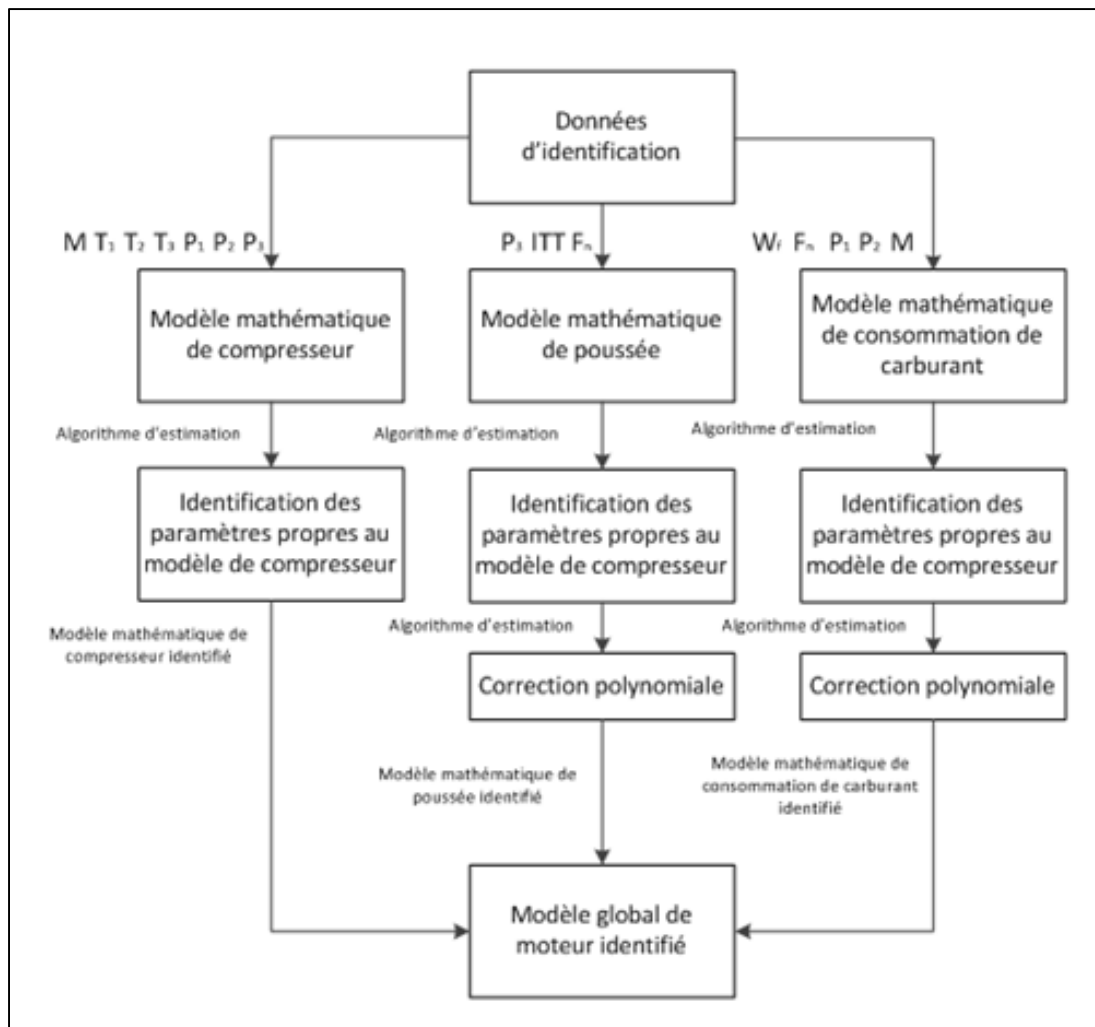 Données
d'identification
M T₁ T₂ T₃ P₁ P₂ P₃
P₃ ITT Fₙ
W_f Fₙ P₁ P₂ M
Modèle mathématique
de compresseur
Modèle mathématique
de poussée
Modèle mathématique
de consommation de
carburant
Algorithme d'estimation
Algorithme d'estimation
Algorithme d'estimation
Identification des
paramètres propres au
modèle de compresseur
Identification des
paramètres propres au
modèle de compresseur
Identification des
paramètres propres au
modèle de compresseur
Modèle mathématique de
compresseur identifié
Algorithme d'estimation
Algorithme d'estimation
Correction polynomiale
Correction polynomiale
Modèle mathématique de
poussée identifié
Modèle mathématique de
consommation de carburant
identifié
Modèle global de
moteur identifié